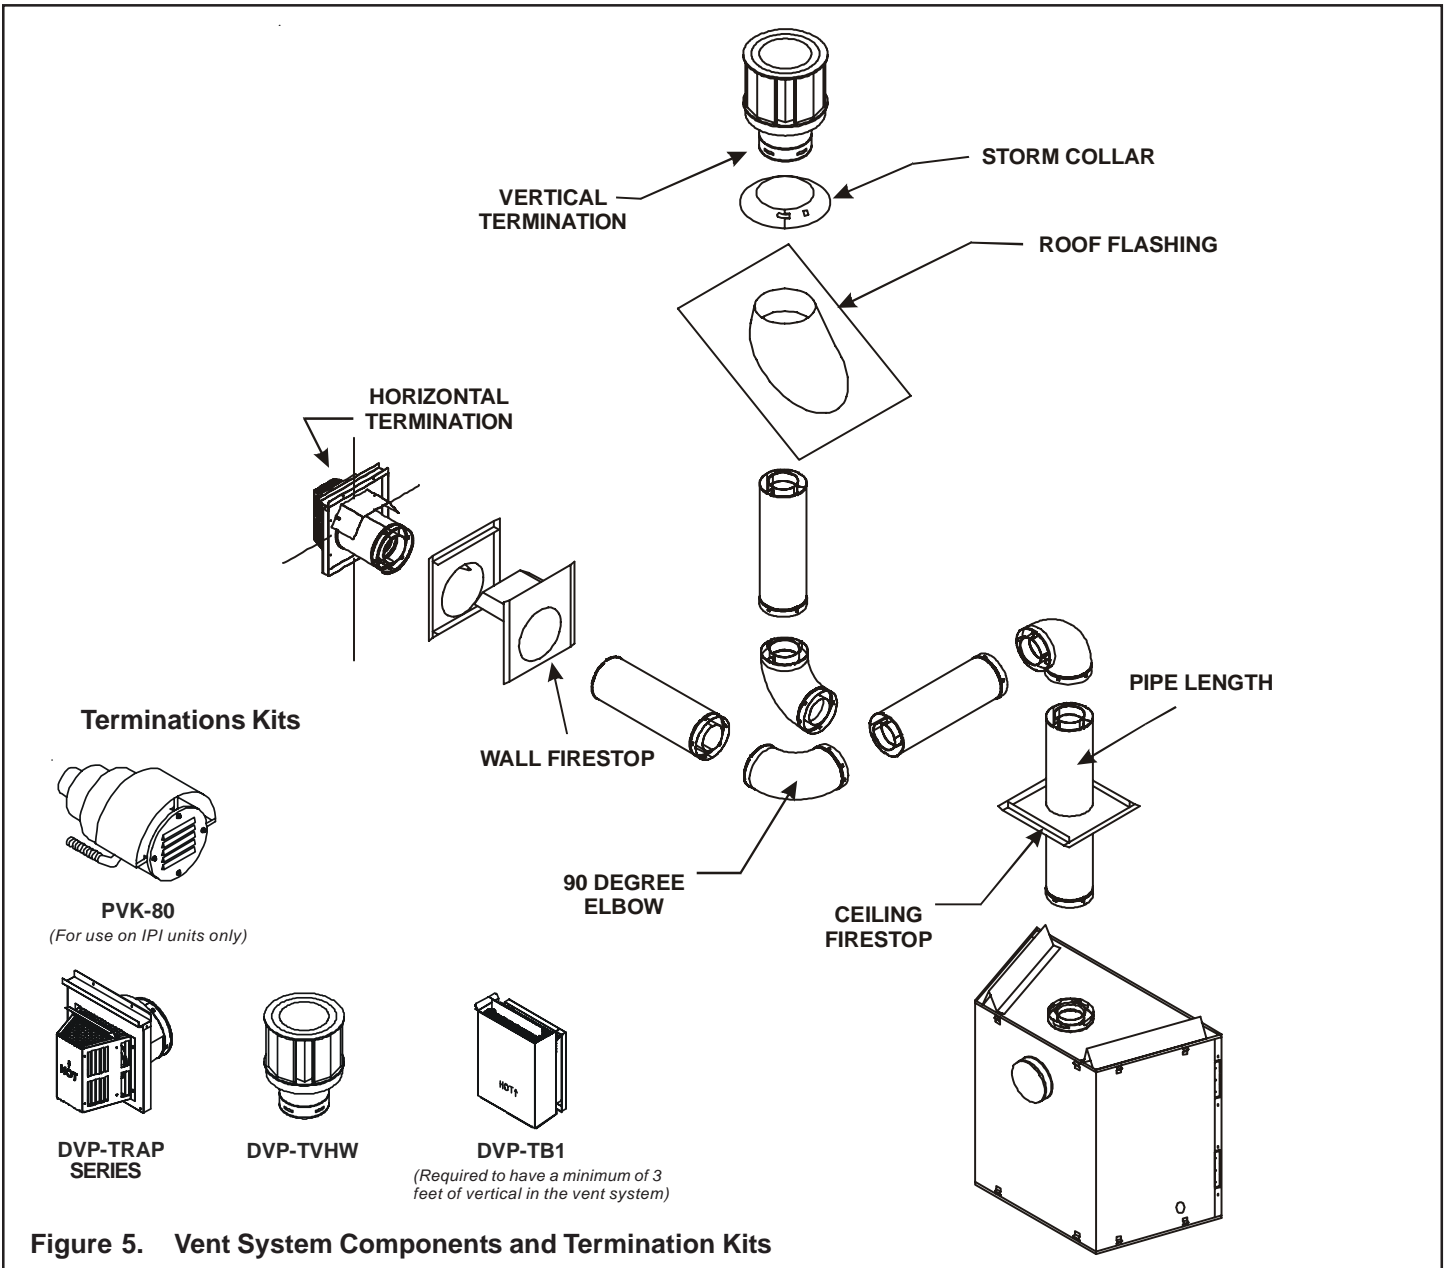 STORM COLLAR
VERTICAL
TERMINATION
ROOF FLASHING
HORIZONTAL
TERMINATION
PIPE LENGTH
Terminations Kits
WALL FIRESTOP
90 DEGREE
ELBOW
CEILING
FIRESTOP
PVK-80
(For use on IPI units only)
HOT
HOT
DVP-TRAP
SERIES
DVP-TVHW
DVP-TB1
(Required to have a minimum of 3
feet of vertical in the vent system)
Figure 5. Vent System Components and Termination Kits